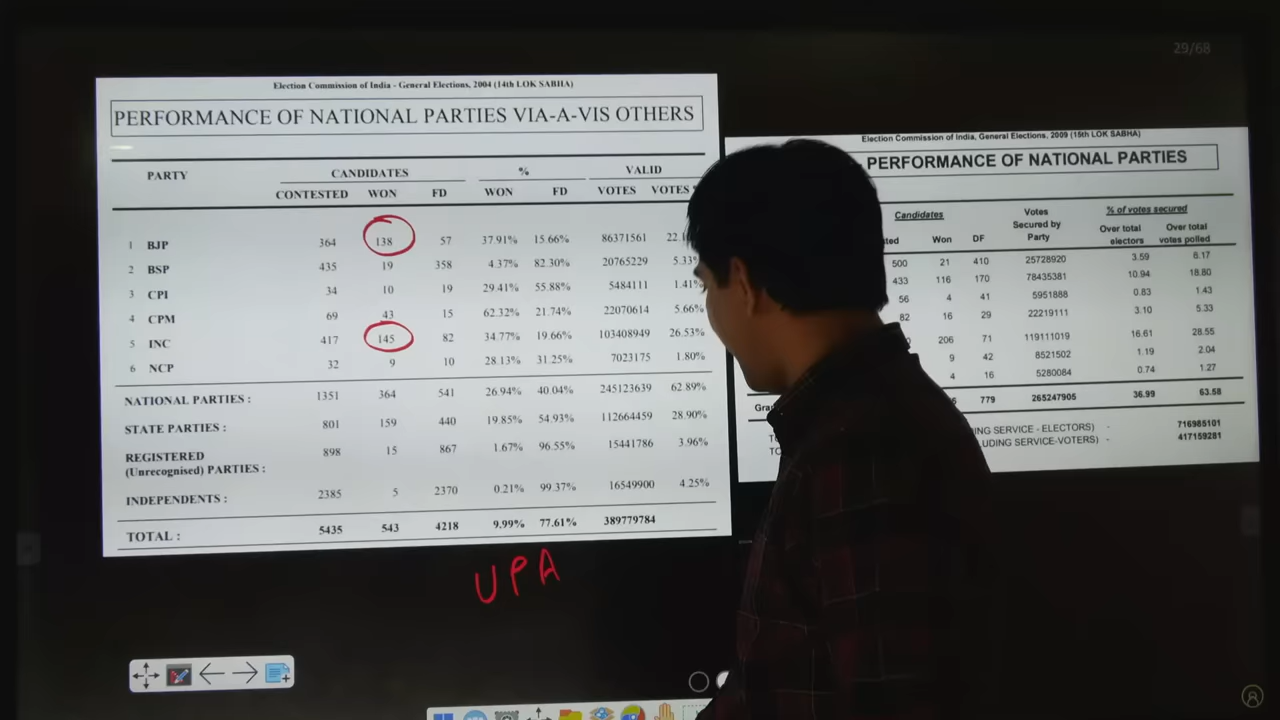 29/68
Election Commission of India - General Elections, 2004 (14th LOK SABHA)
PERFORMANCE OF NATIONAL PARTIES VIA-A-VIS OTHERS
PARTY CANDIDATES % VALID
CONTESTED WON FD WON FD VOTES VOTES
1 BJP 364 138 57 37.91% 15.66% 86371561
2 BSP 435 19 358 4.37% 82.30% 20765229 5.33%
3 CPI 34 10 19 29.41% 55.88% 5484111 1.41%
4 CPM 69 43 15 62.32% 21.74% 22070614 5.66%
5 INC 417 145 82 34.77% 19.66% 103408949 26.53%
6 NCP 32 9 10 28.13% 31.25% 7023175 1.80%
NATIONAL PARTIES : 1351 364 541 26.94% 40.04% 245123639 62.89%
STATE PARTIES : 801 159 440 19.85% 54.93% 112664459 28.90%
REGISTERED 898 15 867 1.67% 96.55% 15441786 3.96%
(Unrecognised) PARTIES :
INDEPENDENTS : 2385 5 2370 0.21% 99.37% 16549900 4.25%
TOTAL : 5435 543 4218 9.99% 77.61% 389779784
UPA
Election Commission of India, General Elections, 2009 (15th LOK SABHA)
PERFORMANCE OF NATIONAL PARTIES
Candidates Votes % of votes secured
Won DF Secured by Over total Over total
Party electors votes polled
500 21 410 25728920 3.59 6.17
433 116 170 78435381 10.94 18.80
56 4 41 5951888 0.83 1.43
82 16 29 22219111 3.10 5.33
206 71 119111019 16.61 28.55
9 42 8521502 1.19 2.04
4 16 5280084 0.74 1.27
779 265247905 36.99 63.58
SERVICE - ELECTORS) - 716985101
SERVICE-VOTERS) - 417159281